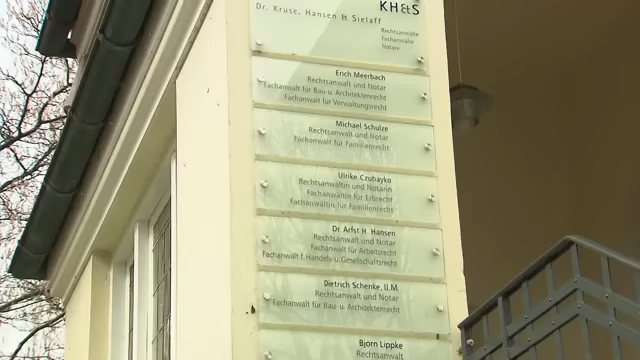 KH&S
Dr. Kruse, Hansen & Sielaff
Rechtsanwälte
Fachanwälte
Notare
Erich Meerbach
Rechtsanwalt und Notar
Fachanwalt für Bau- u. Architektenrecht
Fachanwalt für Verwaltungsrecht
Michael Schulze
Rechtsanwalt und Notar
Fachanwalt für Familienrecht
Ulrike Czubayko
Rechtsanwältin und Notarin
Fachanwältin für Erbrecht
Fachanwältin für Familienrecht
Dr. Arfst H. Hansen
Rechtsanwalt und Notar
Fachanwalt für Arbeitsrecht
Fachanwalt f. Handels-u. Gesellschaftsrecht
Dietrich Schenke, ll.M.
Rechtsanwalt und Notar
Fachanwalt für Bau- u. Architektenrecht
Bjorn Lippke
Rechtsanwalt